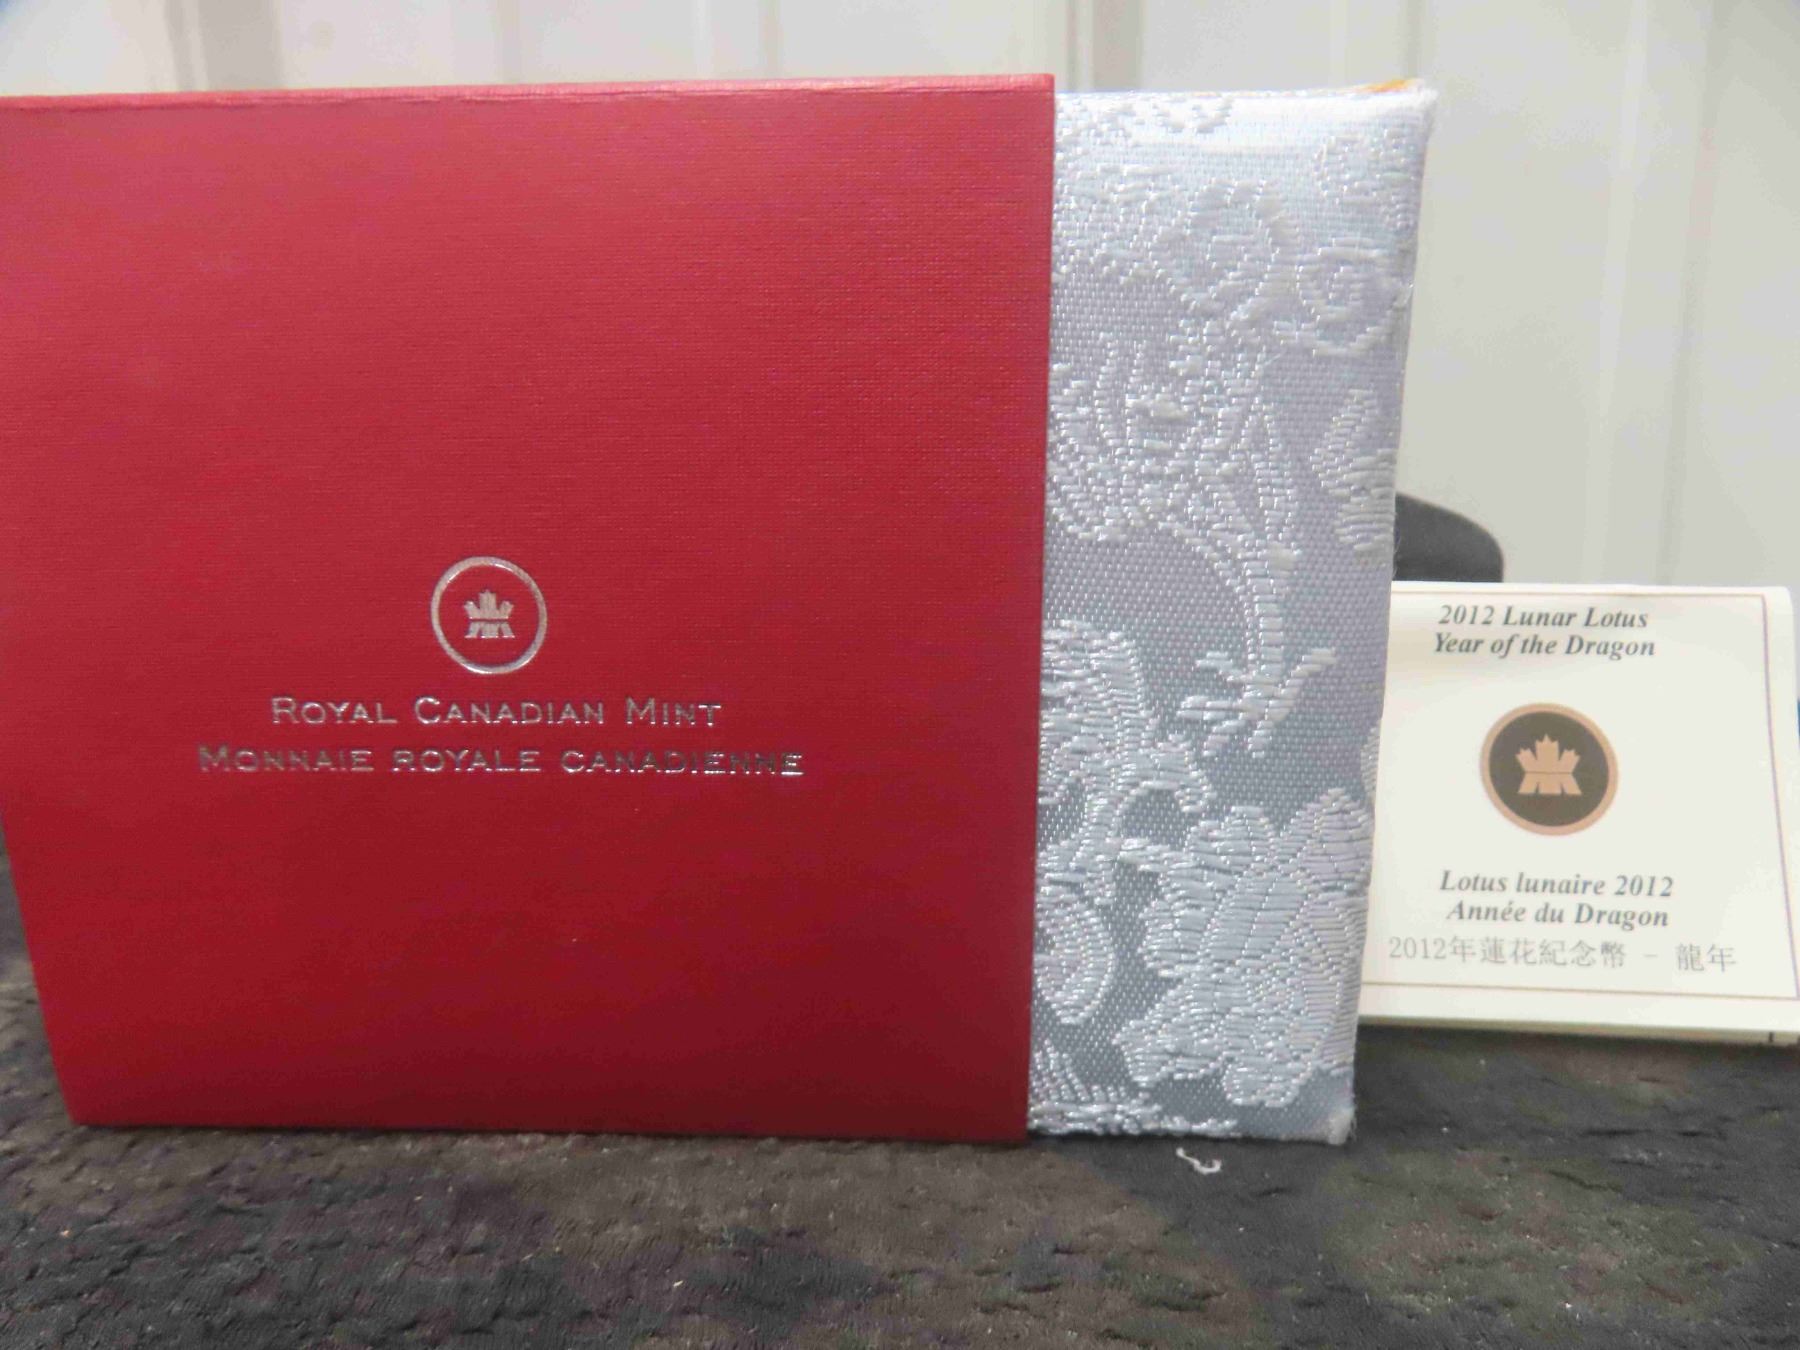 ROYAL CANADIAN MINT
MONNAIE ROYALE CANADIENNE
2012 Lunar Lotus
Year of the Dragon
Lotus lunaire 2012
Année du Dragon
2012年蓮花紀念幣 - 龍年